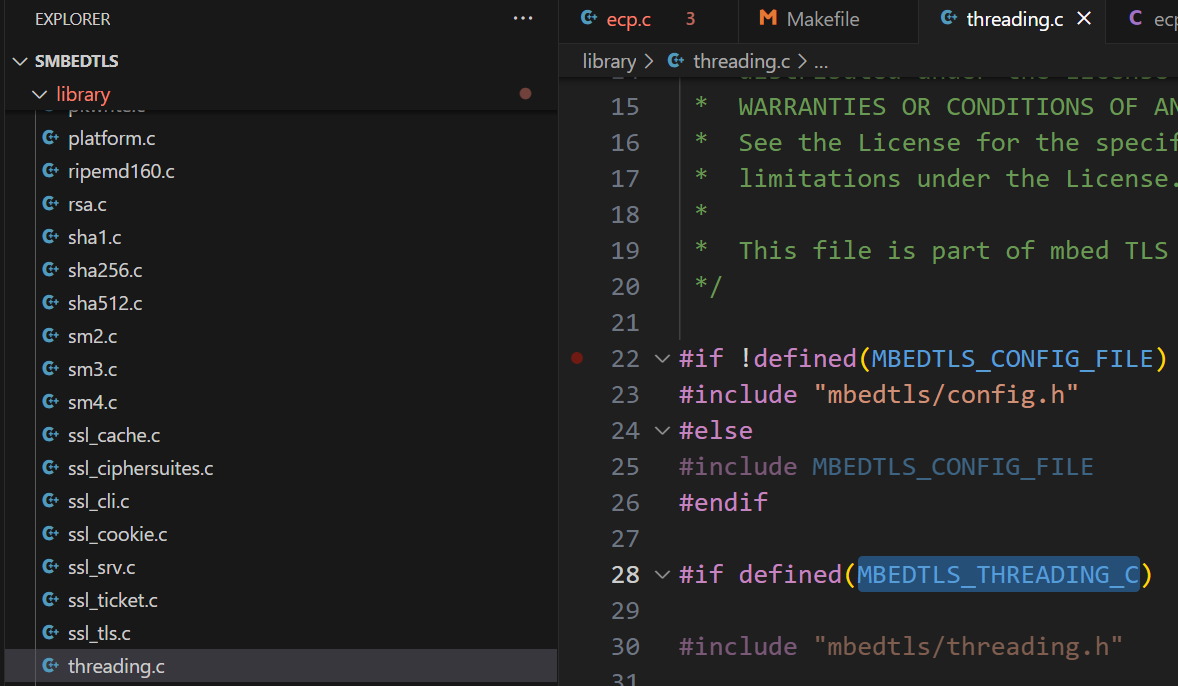 EXPLORER ...
SMBEDTLS
library
platform.c
ripemd160.c
rsa.c
sha1.c
sha256.c
sha512.c
sm2.c
sm3.c
sm4.c
ssl_cache.c
ssl_ciphersuites.c
ssl_cli.c
ssl_cookie.c
ssl_srv.c
ssl_ticket.c
ssl_tls.c
threading.c
ecp.c 3 Makefile threading.c × C ecp
library > threading.c > ...
15 * WARRANTIES OR CONDITIONS OF AN
16 * See the License for the specif
17 * limitations under the License.
18 *
19 * This file is part of mbed TLS
20 */
21
22 #if !defined(MBEDTLS_CONFIG_FILE)
23 #include "mbedtls/config.h"
24 #else
25 #include MBEDTLS_CONFIG_FILE
26 #endif
27
28 #if defined(MBEDTLS_THREADING_C)
29
30 #include "mbedtls/threading.h"
31